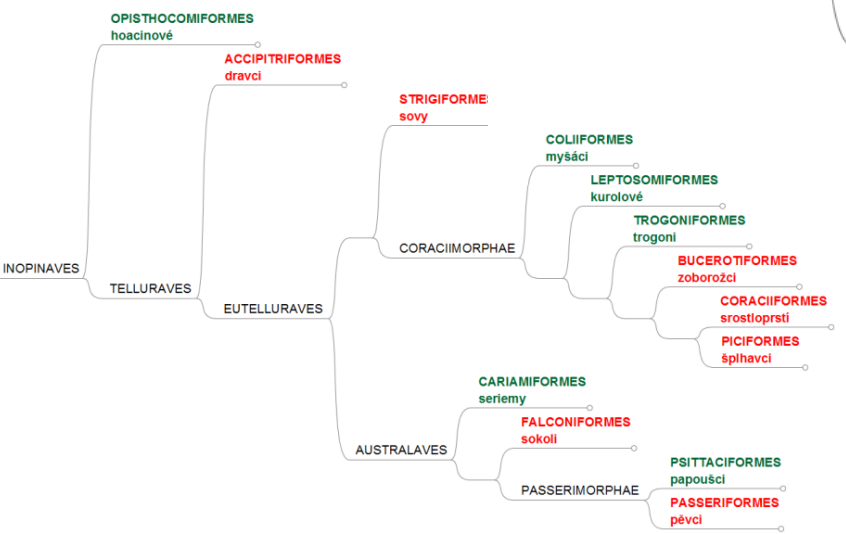 OPISTHOCOMIFORMES
hoacinové
ACCIPITRIFORMES
dravci
STRIGIFORMES
sovy
COLIIFORMES
myšáci
LEPTOSOMIFORMES
kurolové
CORACIIMORPHAE
TROGONIFORMES
trogoni
BUCEROTIFORMES
zoborožci
INOPINAVES
TELLURAVES
EUTELLURAVES
CORACIIFORMES
srostloprstí
PICIFORMES
šplhavci
CARIAMIFORMES
seriemy
FALCONIFORMES
sokoli
AUSTRALAVES
PSITTACIFORMES
papoušci
PASSERIMORPHAE
PASSERIFORMES
pěvci